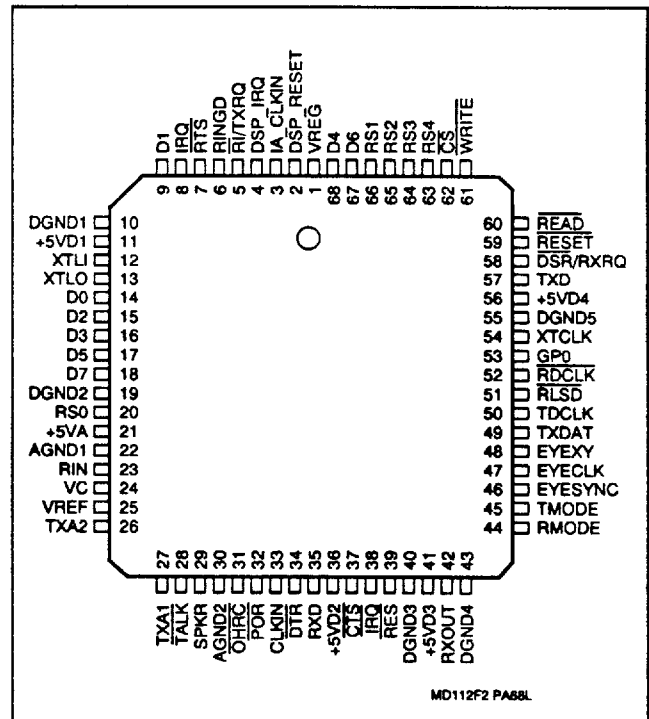 D1
IRQ
RTS
RINGD
RI/TXRQ
DSP_IRQ
IA_CLKIN
DSP_RESET
VREG
D4
D6
RS1
RS2
RS3
RS4
CS
WRITE
9 8 7 6 5 4 3 2 1 68 67 66 65 64 63 62 61
DGND1 10
+5VD1 11
XTLI 12
XTLO 13
D0 14
D2 15
D3 16
D5 17
D7 18
DGND2 19
RS0 20
+5VA 21
AGND1 22
RIN 23
VC 24
VREF 25
TXA2 26
60 READ
59 RESET
58 DSR/RXRQ
57 TXD
56 +5VD4
55 DGND5
54 XTCLK
53 GP0
52 RDCLK
51 RLSD
50 TDCLK
49 TXDAT
48 EYEXY
47 EYECLK
46 EYESYNC
45 TMODE
44 RMODE
27 28 29 30 31 32 33 34 35 36 37 38 39 40 41 42 43
TXA1
TALK
SPKR
AGND2
OHRC
POR
CLKIN
DTR
RXD
+5VD2
CTS
IRQ
RES
DGND3
+5VD3
RXOUT
DGND4
MD112F2 PA68L